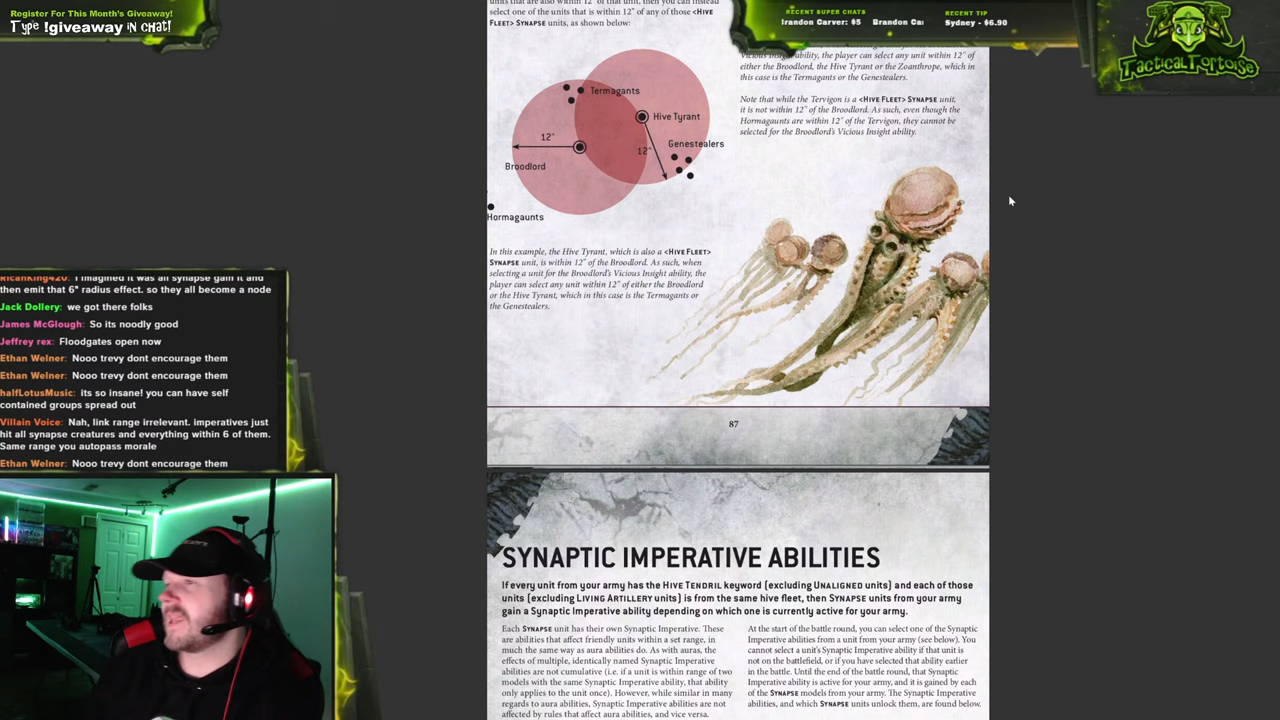 Register For This Month's Giveaway!
Type !giveaway in chat!
RECENT SUPER CHATS
Brandon Carver: $5 Brandon Ca
RECENT TIP
Sydney - $6.90
TacticalTortoise
units that are also within 12" of that unit, then you can instead
select one of the units that is within 12" of any of those <HIVE
FLEET> SYNAPSE units, as shown below:
Termagants
Hive Tyrant
12"
12"
Genestealers
Broodlord
Hormagaunts
In this example, the Hive Tyrant, which is also a <HIVE FLEET>
SYNAPSE unit, is within 12" of the Broodlord. As such, when
selecting a unit for the Broodlord's Vicious Insight ability, the
player can select any unit within 12" of either the Broodlord
or the Hive Tyrant, which in this case is the Termagants or
the Genestealers.
Vicious Insight ability, the player can select any unit within 12" of
either the Broodlord, the Hive Tyrant or the Zoanthrope, which in
this case is the Termagants or the Genestealers.
Note that while the Tervigon is a <HIVE FLEET> SYNAPSE unit,
it is not within 12" of the Broodlord. As such, even though the
Hormagaunts are within 12" of the Tervigon, they cannot be
selected for the Broodlord's Vicious Insight ability.
87
RicanKing420: I imagined it was all synapse gain it and
then emit that 6" radius effect. so they all become a node
Jack Dollery: we got there folks
James McGlough: So its noodly good
Jeffrey rex: Floodgates open now
Ethan Welner: Nooo trevy dont encourage them
Ethan Welner: Nooo trevy dont encourage them
halfLotusMusic: its so insane! you can have self
contained groups spread out
Villain Voice: Nah, link range irrelevant. imperatives just
hit all synapse creatures and everything within 6 of them.
Same range you autopass morale
Ethan Welner: Nooo trevy dont encourage them
SYNAPTIC IMPERATIVE ABILITIES
If every unit from your army has the HIVE TENDRIL keyword (excluding UNALIGNED units) and each of those
units (excluding LIVING ARTILLERY units) is from the same hive fleet, then SYNAPSE units from your army
gain a Synaptic Imperative ability depending on which one is currently active for your army.
Each SYNAPSE unit has their own Synaptic Imperative. These
are abilities that affect friendly units within a set range, in
much the same way as aura abilities do. As with auras, the
effects of multiple, identically named Synaptic Imperative
abilities are not cumulative (i.e. if a unit is within range of two
models with the same Synaptic Imperative ability, that ability
only applies to the unit once). However, while similar in many
regards to aura abilities, Synaptic Imperative abilities are not
affected by rules that affect aura abilities, and vice versa.
At the start of the battle round, you can select one of the Synaptic
Imperative abilities from a unit from your army (see below). You
cannot select a unit's Synaptic Imperative ability if that unit is
not on the battlefield, or if you have selected that ability earlier
in the battle. Until the end of the battle round, that Synaptic
Imperative ability is active for your army, and it is gained by each
of the SYNAPSE models from your army. The Synaptic Imperative
abilities, and which SYNAPSE units unlock them, are found below.